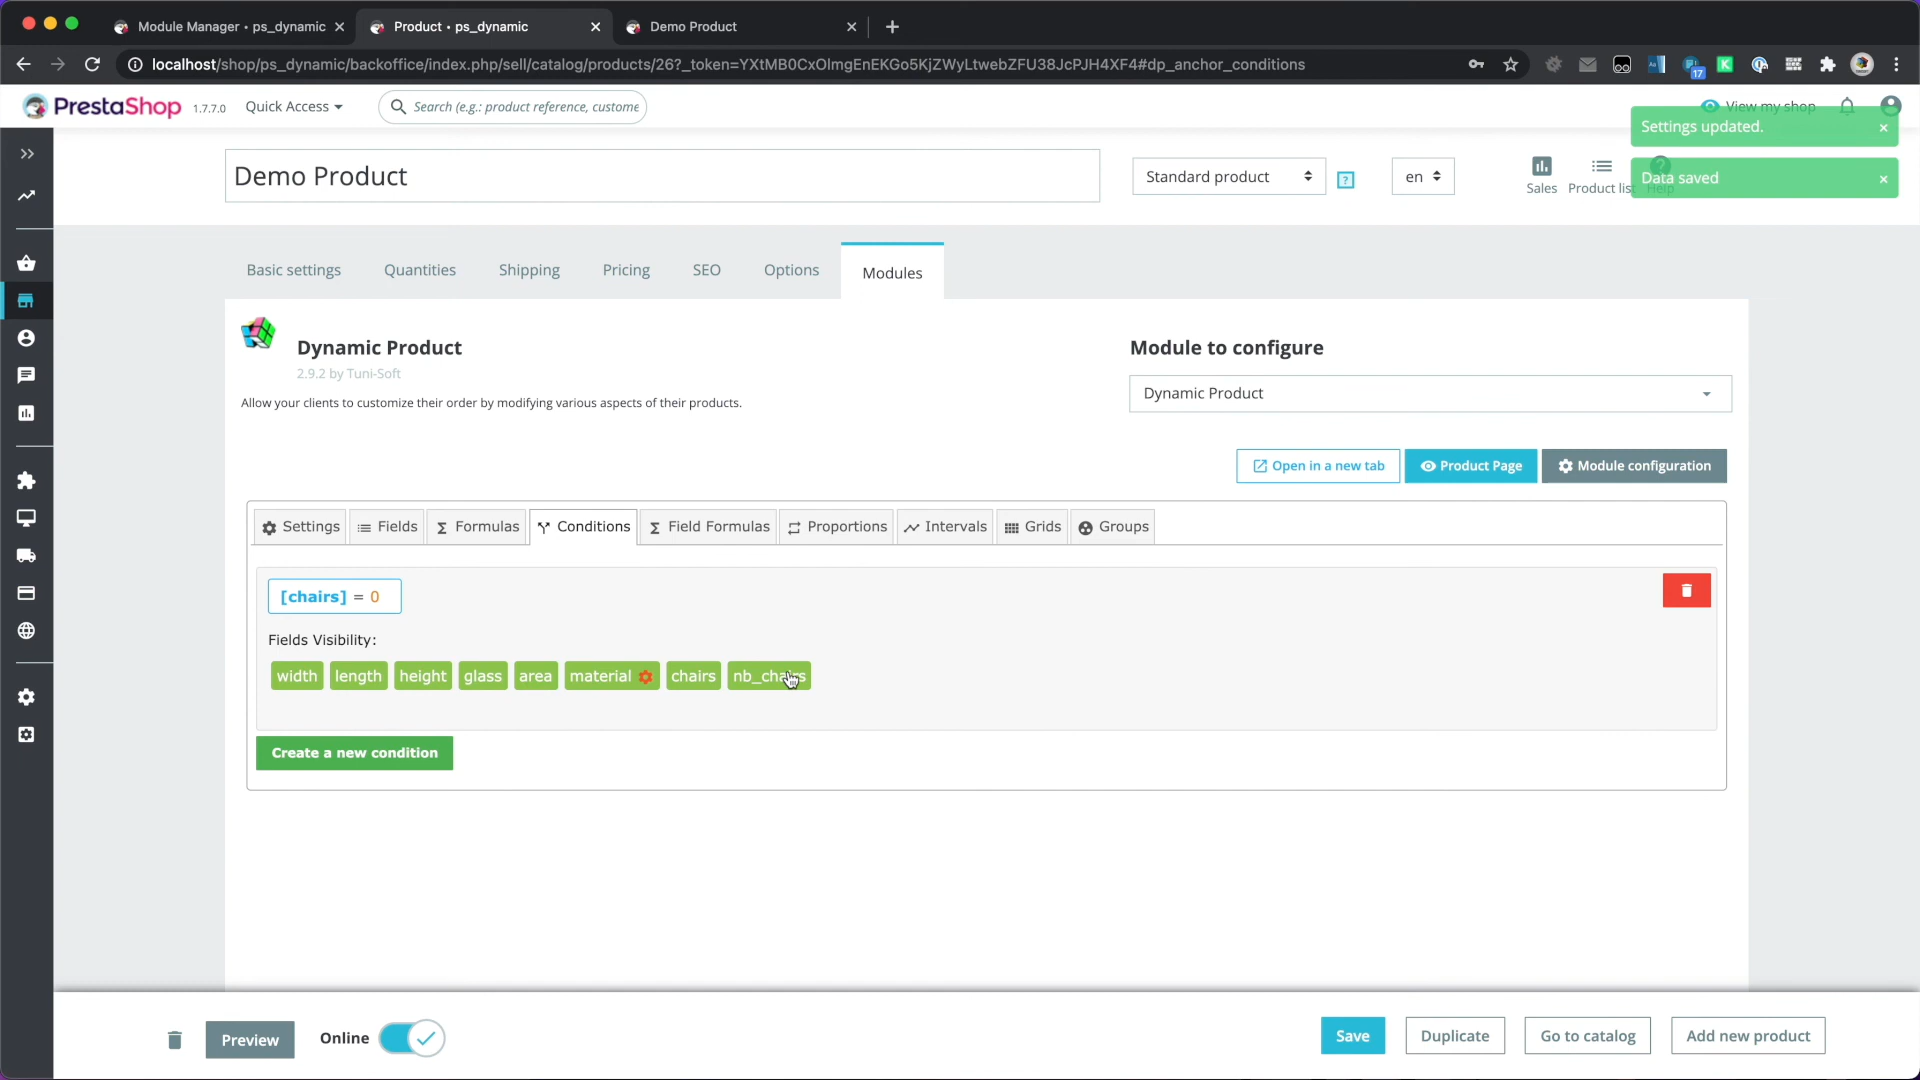 Module Manager • ps_dynamic
Product • ps_dynamic
Demo Product
localhost/shop/ps_dynamic/backoffice/index.php/sell/catalog/products/26?_token=YXtMB0CxOlmgEnEKGo5KjZWyLtwebZFU38JcPJH4XF4#dp_anchor_conditions
17
PrestaShop 1.7.7.0
Quick Access
Search (e.g.: product reference, custome
View my shop
Settings updated.
Data saved
Demo Product
Standard product
?
en
Sales
Product list
Help
Basic settings
Quantities
Shipping
Pricing
SEO
Options
Modules
Dynamic Product
2.9.2 by Tuni-Soft
Allow your clients to customize their order by modifying various aspects of their products.
Module to configure
Dynamic Product
Open in a new tab
Product Page
Module configuration
Settings
Fields
Formulas
Conditions
Field Formulas
Proportions
Intervals
Grids
Groups
[chairs] = 0
Fields Visibility:
width
length
height
glass
area
material
chairs
nb_chairs
Create a new condition
Preview
Online
Save
Duplicate
Go to catalog
Add new product